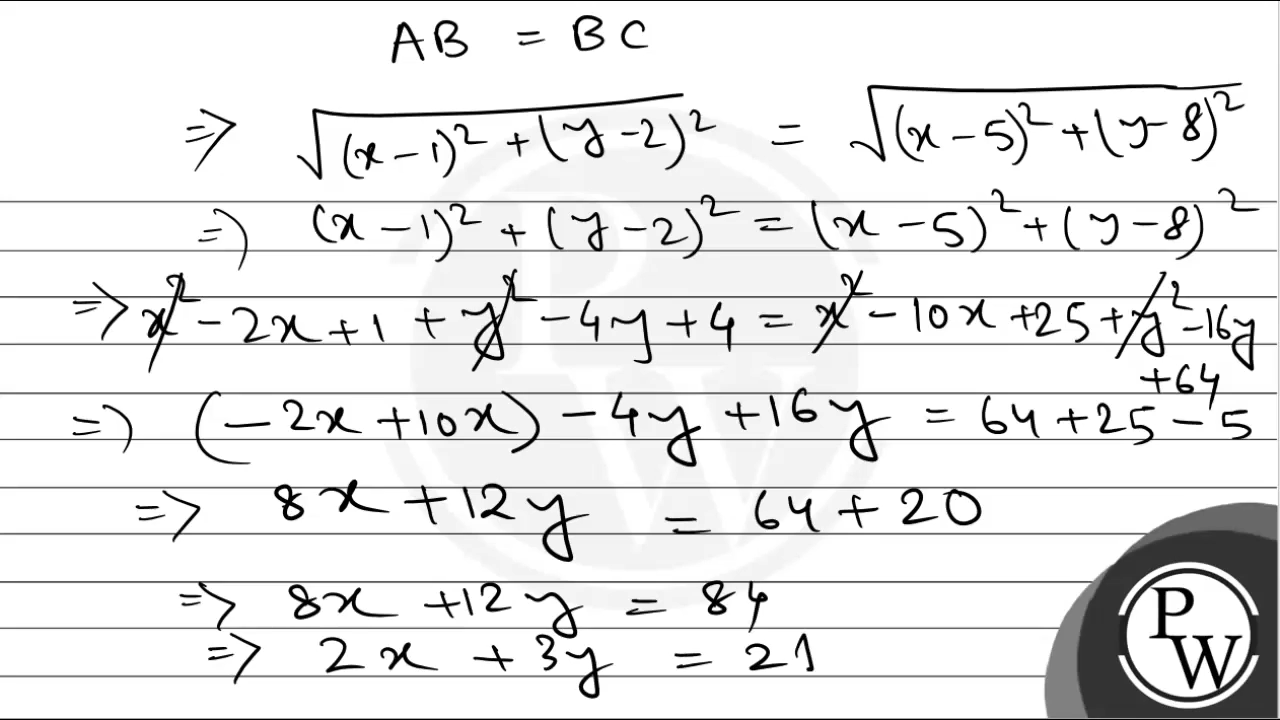 AB = BC
=> √(x-1)² + (y-2)² = √(x-5)² + (y-8)²
=> (x-1)² + (y-2)² = (x-5)² + (y-8)²
=> x² - 2x + 1 + y² - 4y + 4 = x² - 10x + 25 + y² - 16y
+64
=> (-2x + 10x) - 4y + 16y = 64 + 25 - 5
=> 8x + 12y = 64 + 20
=> 8x + 12y = 84
=> 2x + 3y = 21
PW
PW